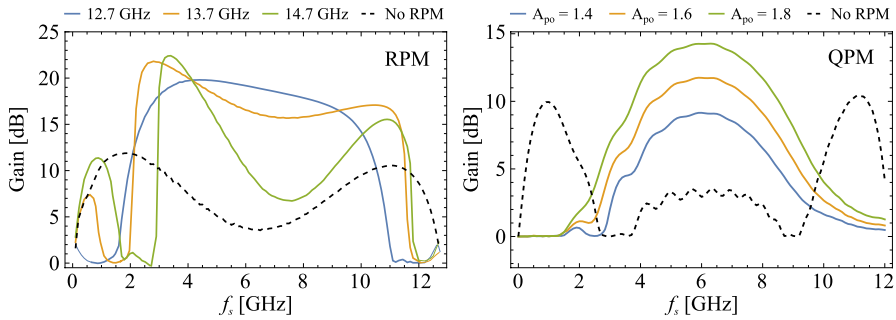 12.7 GHz 13.7 GHz 14.7 GHz No RPM
A_po = 1.4 A_po = 1.6 A_po = 1.8 No RPM
RPM
QPM
Gain [dB]
25
20
15
10
5
0
0 2 4 6 8 10 12
f_s [GHz]
Gain [dB]
15
10
5
0
0 2 4 6 8 10 12
f_s [GHz]